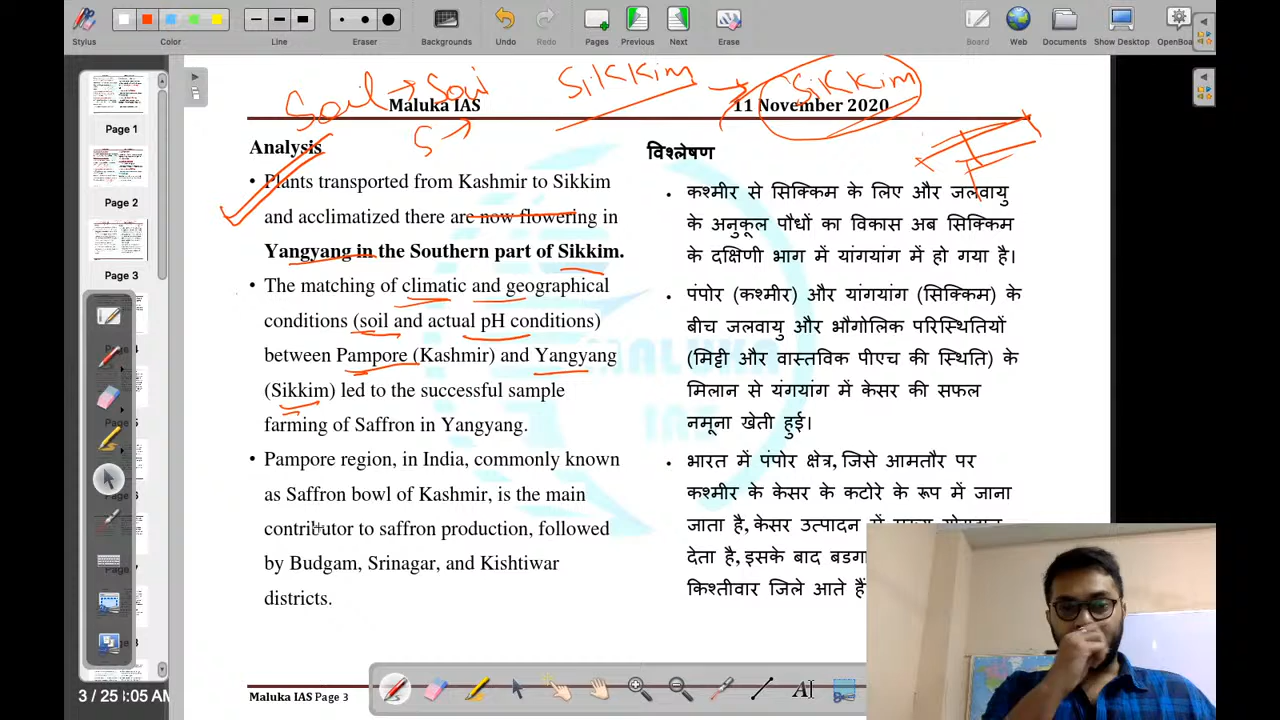 Stylus
Color
Line
Eraser
Backgrounds
Undo
Redo
Pages
Previous
Next
Erase
Board
Web
Documents
Show Desktop
OpenBoa
Soil → Soil
S →
Sikkim → Sikkim
Maluka IAS
11 November 2020
Page 1
Page 2
Page 3
Analysis
• Plants transported from Kashmir to Sikkim
and acclimatized there are now flowering in
Yangyang in the Southern part of Sikkim.
• The matching of climatic and geographical
conditions (soil and actual pH conditions)
between Pampore (Kashmir) and Yangyang
(Sikkim) led to the successful sample
farming of Saffron in Yangyang.
• Pampore region, in India, commonly known
as Saffron bowl of Kashmir, is the main
contributor to saffron production, followed
by Budgam, Srinagar, and Kishtiwar
districts.
विश्लेषण
• कश्मीर से सिक्किम के लिए और जलवायु
के अनुकूल पौधों का विकास अब सिक्किम
के दक्षिणी भाग में यांगयांग में हो गया है।
• पंपोर (कश्मीर) और यांगयांग (सिक्किम) के
बीच जलवायु और भौगोलिक परिस्थितियों
(मिट्टी और वास्तविक पीएच की स्थिति) के
मिलान से यंगयांग में केसर की सफल
नमूना खेती हुई।
• भारत में पंपोर क्षेत्र, जिसे आमतौर पर
कश्मीर के केसर के कटोरे के रूप में जाना
जाता है, केसर उत्पादन में
देता है, इसके बाद बडगा
किश्तीवार जिले आते हैं
MALUKA
IAS
3 / 25
3:05 AM
Maluka IAS Page 3